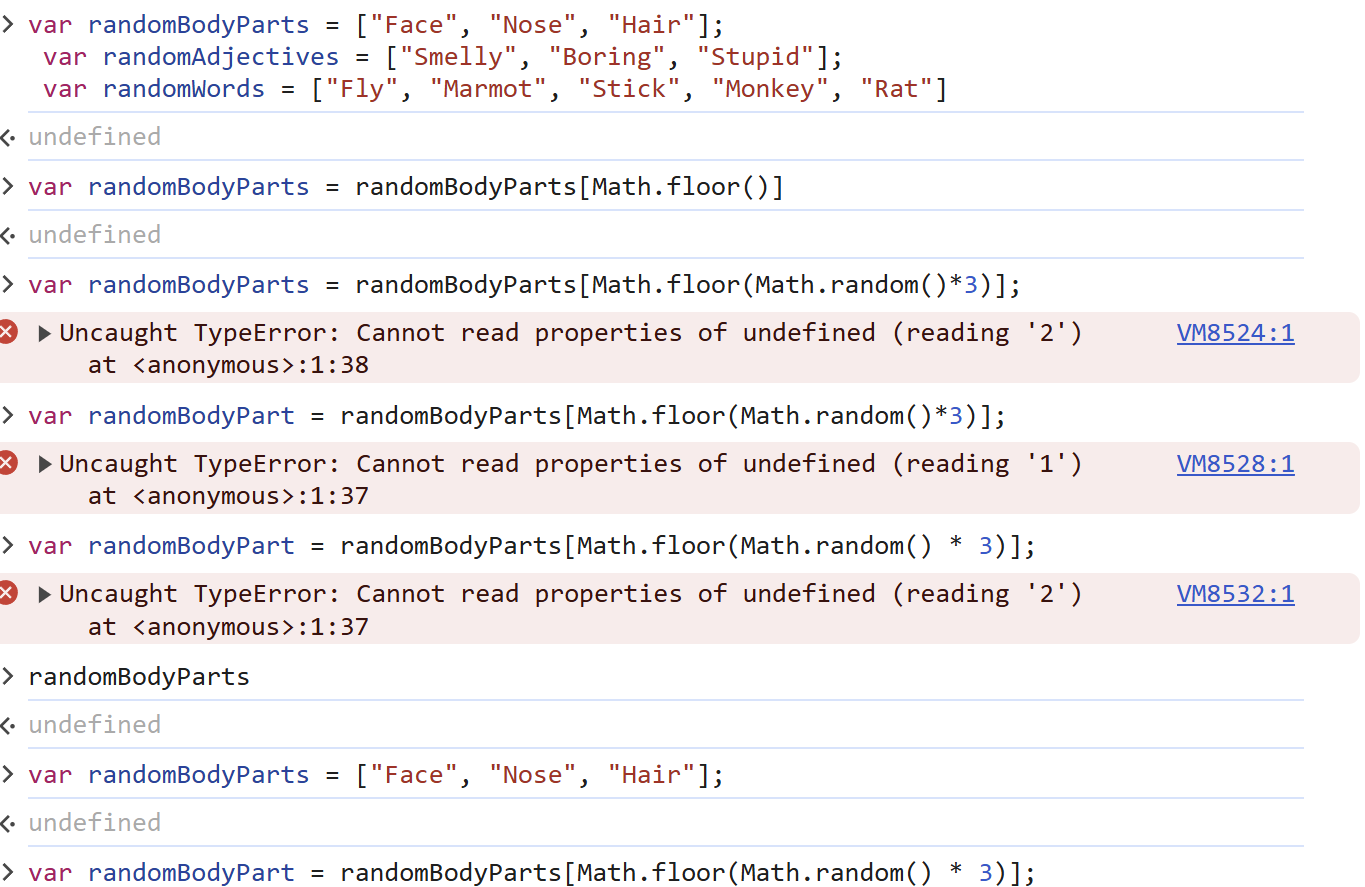 > var randomBodyParts = ["Face", "Nose", "Hair"];
var randomAdjectives = ["Smelly", "Boring", "Stupid"];
var randomWords = ["Fly", "Marmot", "Stick", "Monkey", "Rat"]
undefined
> var randomBodyParts = randomBodyParts[Math.floor()]
undefined
> var randomBodyParts = randomBodyParts[Math.floor(Math.random()*3)];
Uncaught TypeError: Cannot read properties of undefined (reading '2') VM8524:1
at <anonymous>:1:38
> var randomBodyPart = randomBodyParts[Math.floor(Math.random()*3)];
Uncaught TypeError: Cannot read properties of undefined (reading '1') VM8528:1
at <anonymous>:1:37
> var randomBodyPart = randomBodyParts[Math.floor(Math.random() * 3)];
Uncaught TypeError: Cannot read properties of undefined (reading '2') VM8532:1
at <anonymous>:1:37
> randomBodyParts
undefined
> var randomBodyParts = ["Face", "Nose", "Hair"];
undefined
> var randomBodyPart = randomBodyParts[Math.floor(Math.random() * 3)];